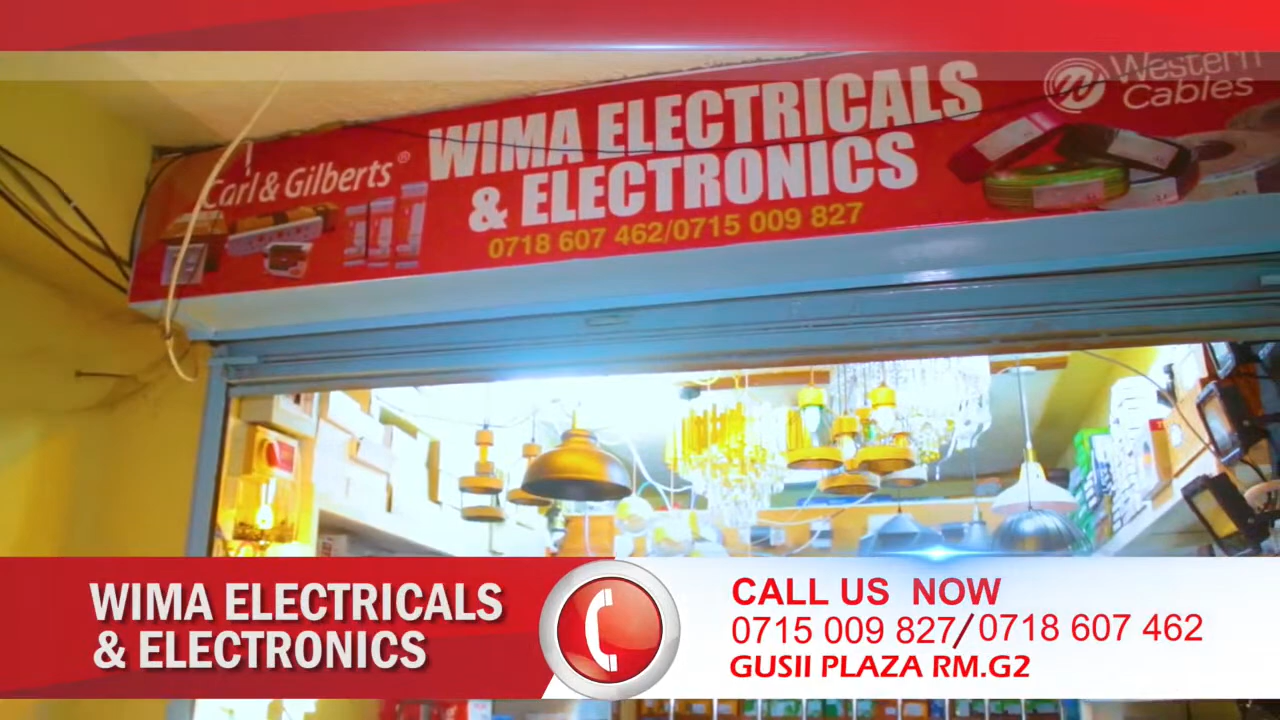 Western
Cables
Carl & Gilberts®
WIMA ELECTRICALS
& ELECTRONICS
0718 607 462/0715 009 827
WIMA ELECTRICALS
& ELECTRONICS
CALL US NOW
0715 009 827/0718 607 462
GUSII PLAZA RM.G2